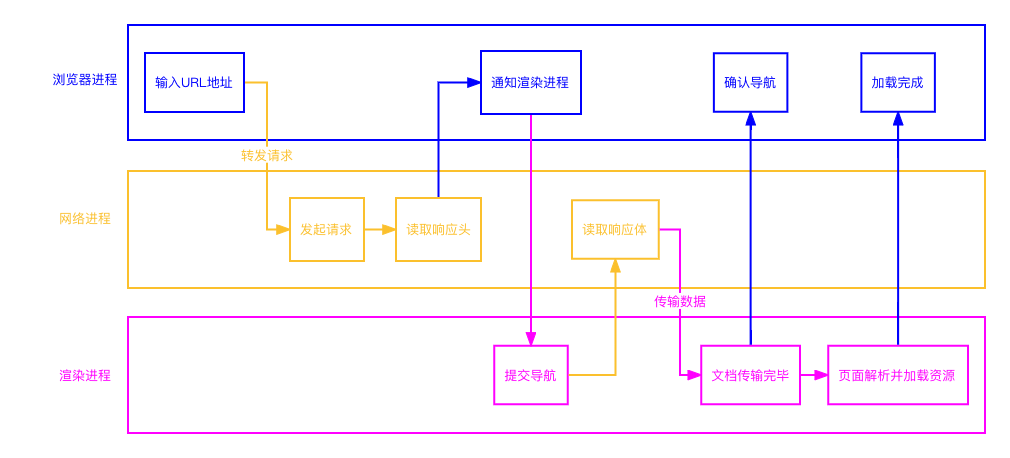 浏览器进程
输入URL地址
通知渲染进程
确认导航
加载完成
转发请求
网络进程
发起请求
读取响应头
读取响应体
传输数据
渲染进程
提交导航
文档传输完毕
页面解析并加载资源